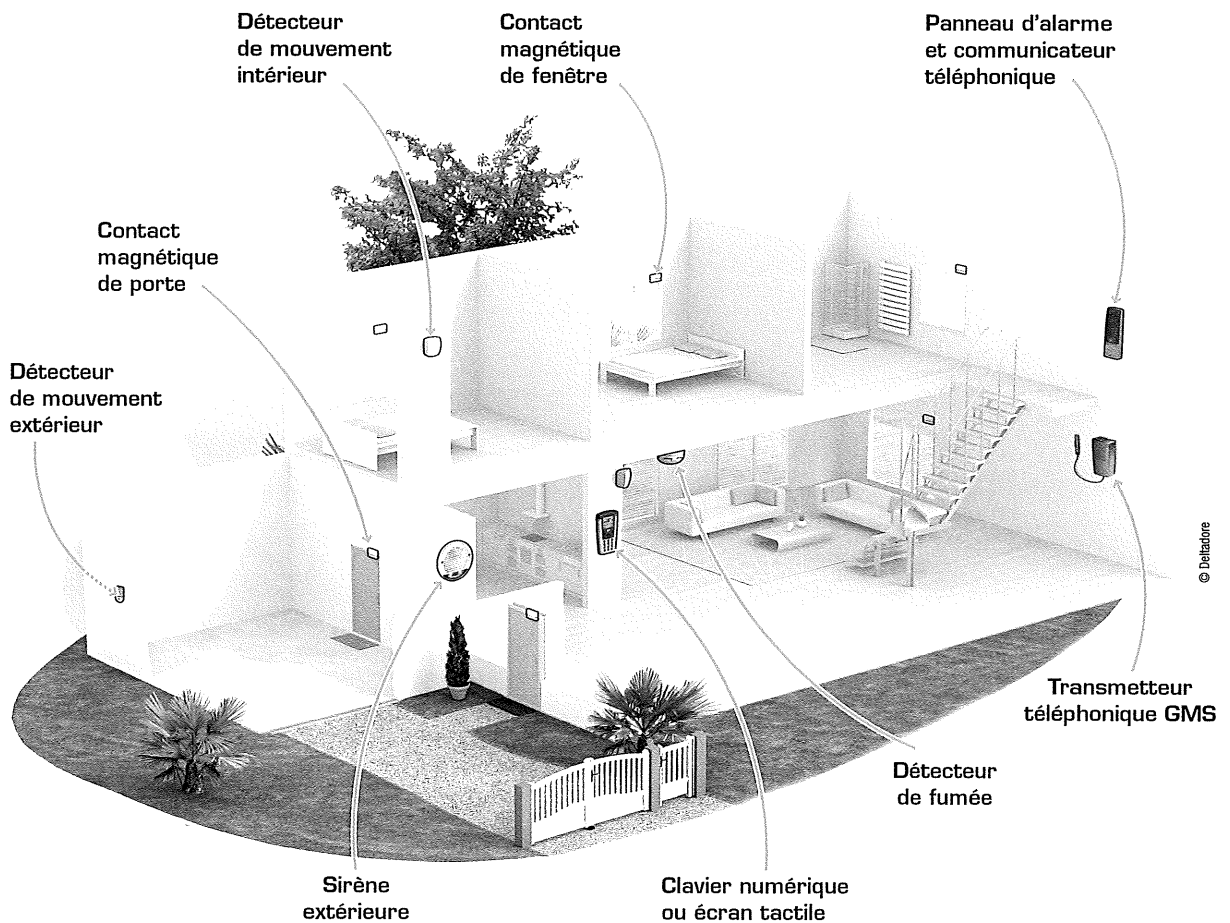 Détecteur
de mouvement
intérieur
Contact
magnétique
de fenêtre
Panneau d'alarme
et communicateur
téléphonique
Contact
magnétique
de porte
Détecteur
de mouvement
extérieur
© Deltadore
Transmetteur
téléphonique GMS
Détecteur
de fumée
Sirène
extérieure
Clavier numérique
ou écran tactile